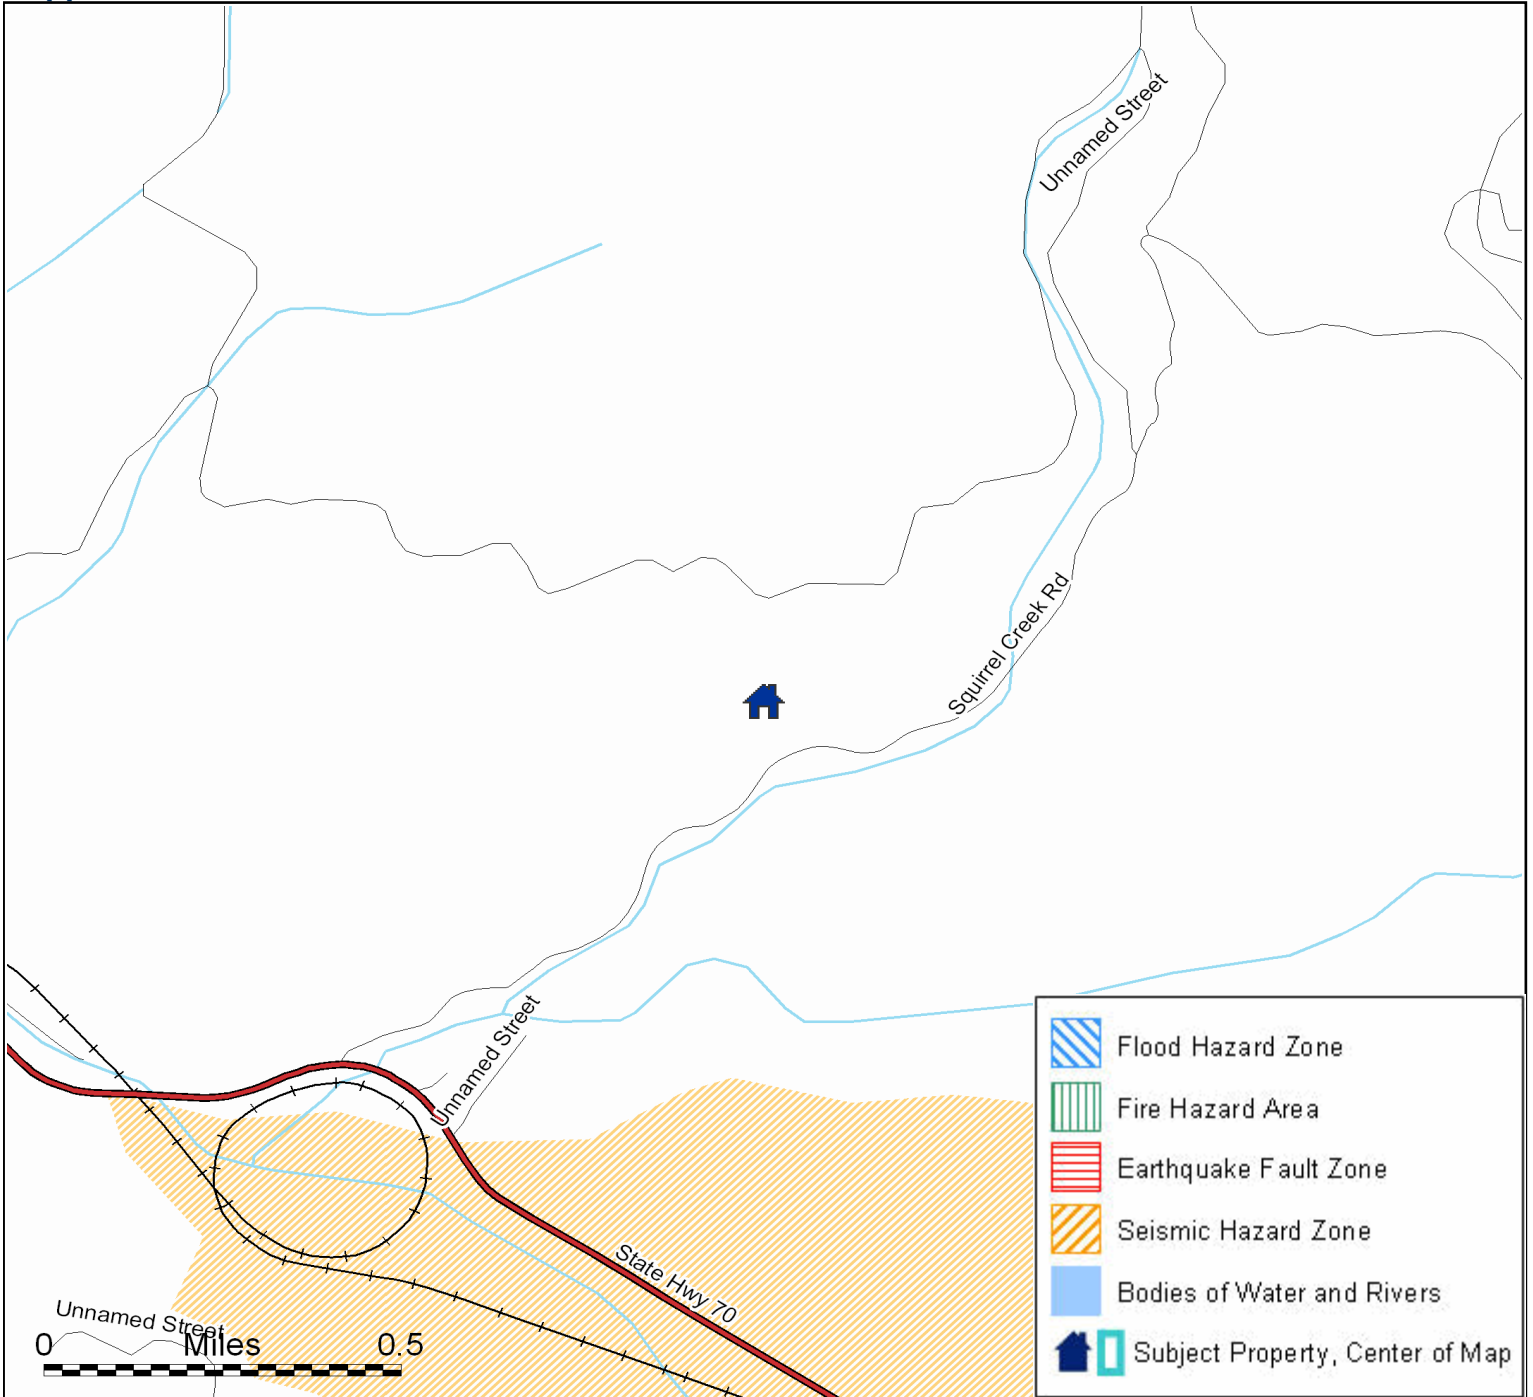 Unnamed Street
Squirrel Creek Rd
Unnamed Street
State Hwy 70
Unnamed Street
0 Miles 0.5
Flood Hazard Zone
Fire Hazard Area
Earthquake Fault Zone
Seismic Hazard Zone
Bodies of Water and Rivers
Subject Property, Center of Map